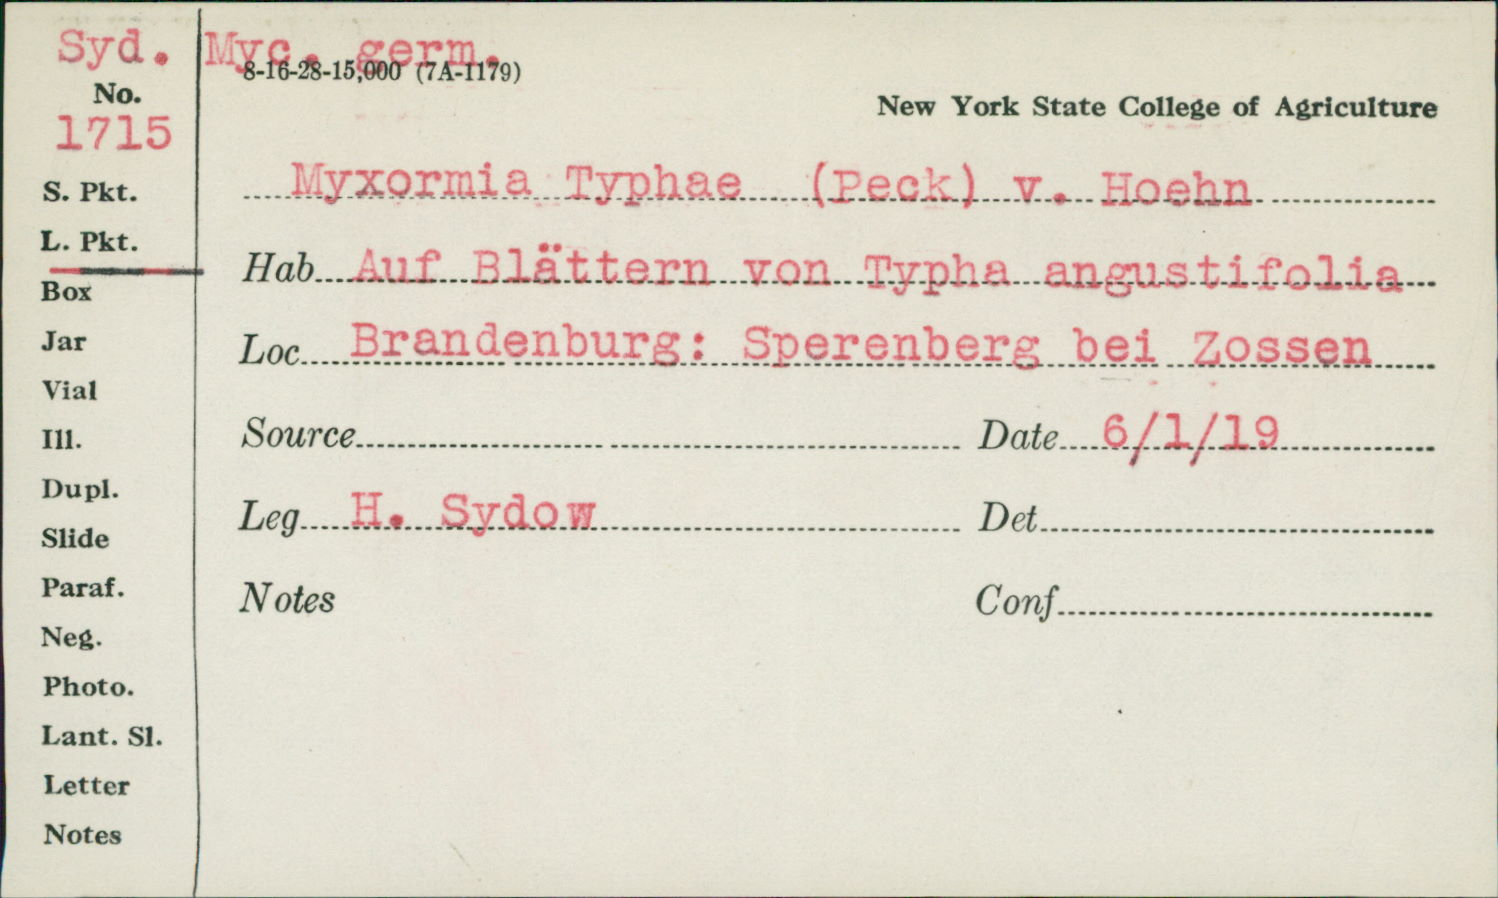 Syd. Myc. germ.
8-16-28-15,000 (7A-1179)
No.
1715
New York State College of Agriculture
S. Pkt.
Myxormia Typhae (Peck) v. Hoehn
L. Pkt.
Hab Auf Blättern von Typha angustifolia
Box
Jar
Loc Brandenburg: Sperenberg bei Zossen
Vial
Ill.
Source Date 6/1/19
Dupl.
Leg H. Sydow Det
Slide
Paraf.
Notes Conf
Neg.
Photo.
Lant. Sl.
Letter
Notes